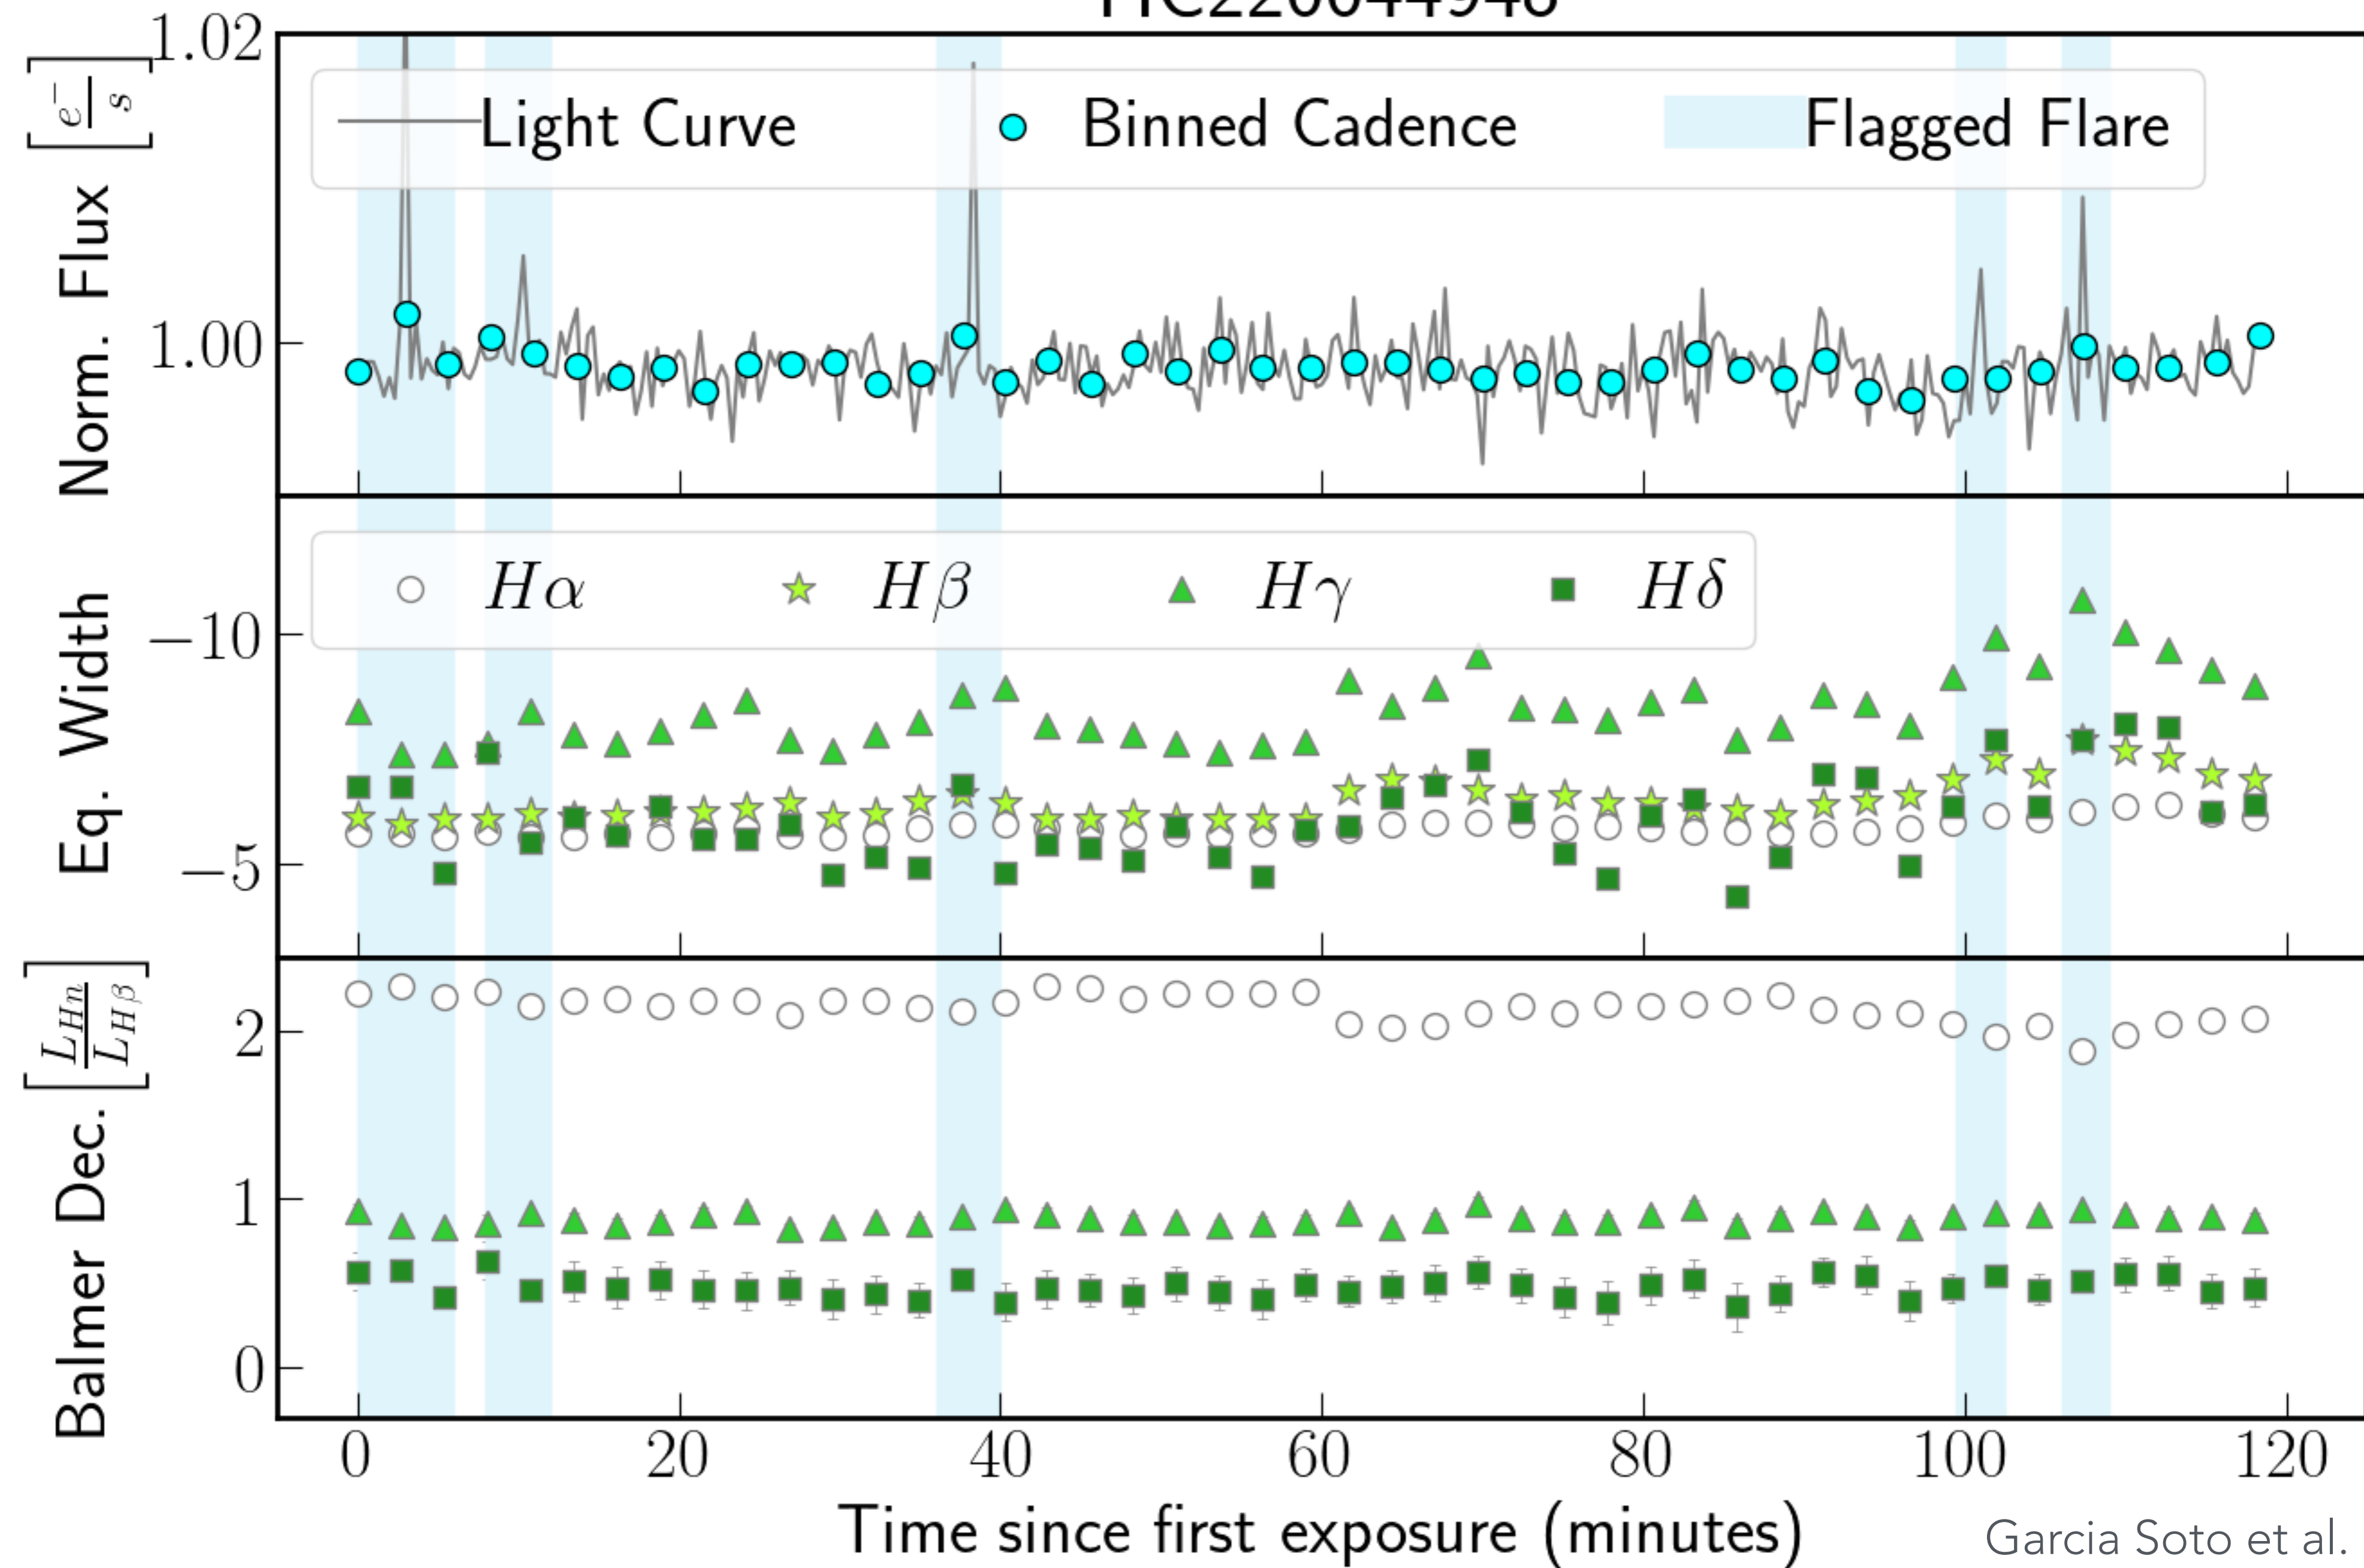 1.02
Norm. Flux [e⁻/s]
Light Curve Binned Cadence Flagged Flare
1.00
Eq. Width
Hα Hβ Hγ Hδ
−10
−5
Balmer Dec. [L_Hn/L_Hβ]
2
1
0
0 20 40 60 80 100 120
Time since first exposure (minutes)
Garcia Soto et al.